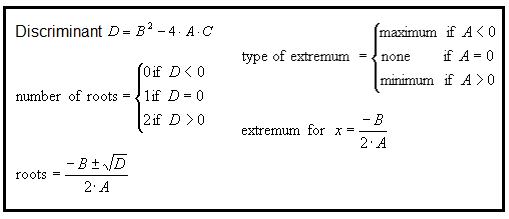 Discriminant D = B² − 4 · A · C
number of roots = { 0 if D < 0
1 if D = 0
2 if D > 0
roots = (−B ± √D) / (2 · A)
type of extremum = { maximum if A < 0
none if A = 0
minimum if A > 0
extremum for x = −B / (2 · A)